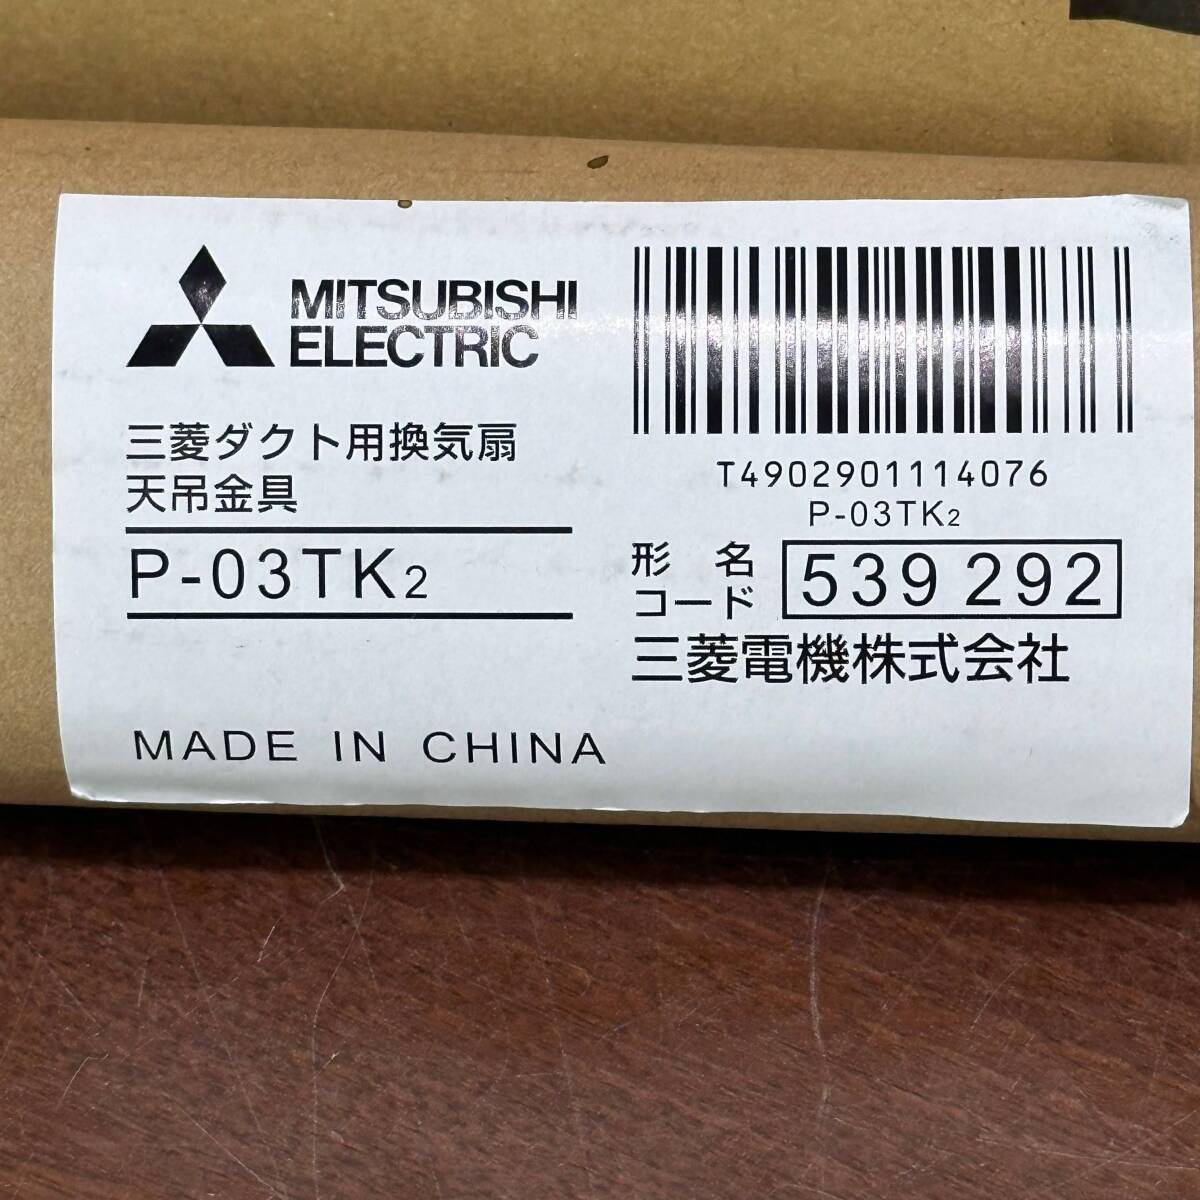 MITSUBISHI
ELECTRIC
三菱ダクト用換気扇
天吊金具
P-03TK2
MADE IN CHINA
T4902901114076
P-03TK2
形名
コード
539 292
三菱電機株式会社